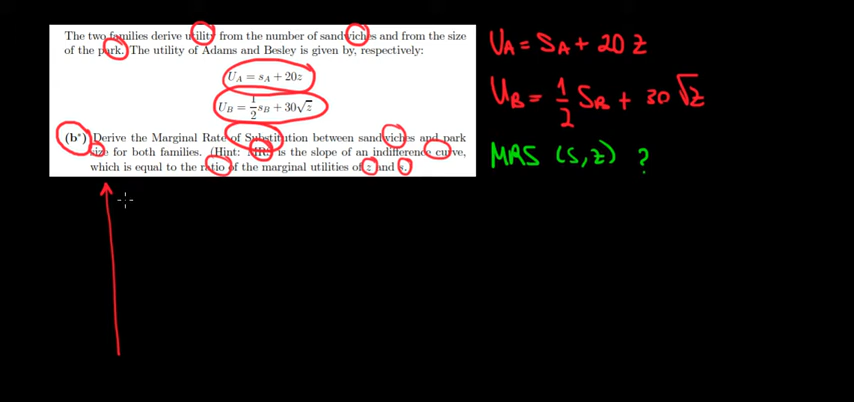 The two families derive utility from the number of sandwiches and from the size
of the park. The utility of Adams and Besley is given by, respectively:
U_A = s_A + 20z
U_B = 1/2 s_B + 30√z
(b*) Derive the Marginal Rate of Substitution between sandwiches and park
size for both families. (Hint: MRS is the slope of an indifference curve,
which is equal to the ratio of the marginal utilities of z and s.)
U_A = S_A + 20 z
U_B = 1/2 S_B + 30 √z
MRS (s, z) ?